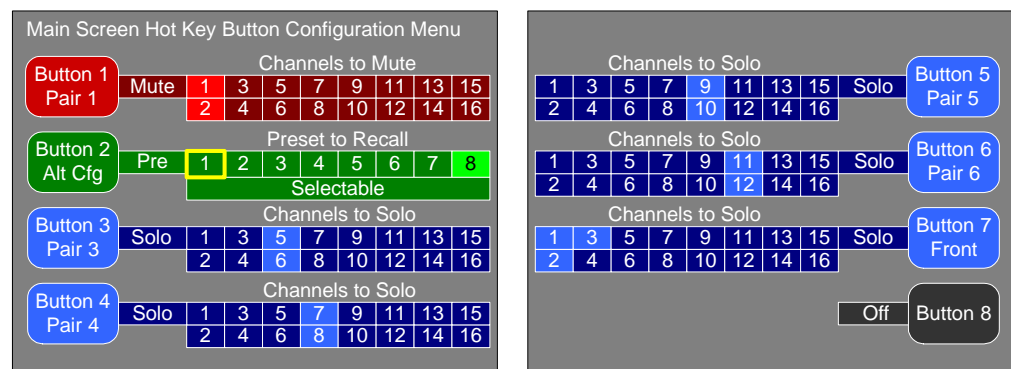 Main Screen Hot Key Button Configuration Menu
Channels to Mute
Button 1
Pair 1
Mute 1 3 5 7 9 11 13 15
2 4 6 8 10 12 14 16
Preset to Recall
Button 2
Alt Cfg
Pre 1 2 3 4 5 6 7 8
Selectable
Channels to Solo
Button 3
Pair 3
Solo 1 3 5 7 9 11 13 15
2 4 6 8 10 12 14 16
Channels to Solo
Button 4
Pair 4
Solo 1 3 5 7 9 11 13 15
2 4 6 8 10 12 14 16
Channels to Solo
1 3 5 7 9 11 13 15 Solo
2 4 6 8 10 12 14 16
Button 5
Pair 5
Channels to Solo
1 3 5 7 9 11 13 15 Solo
2 4 6 8 10 12 14 16
Button 6
Pair 6
Channels to Solo
1 3 5 7 9 11 13 15 Solo
2 4 6 8 10 12 14 16
Button 7
Front
Off Button 8